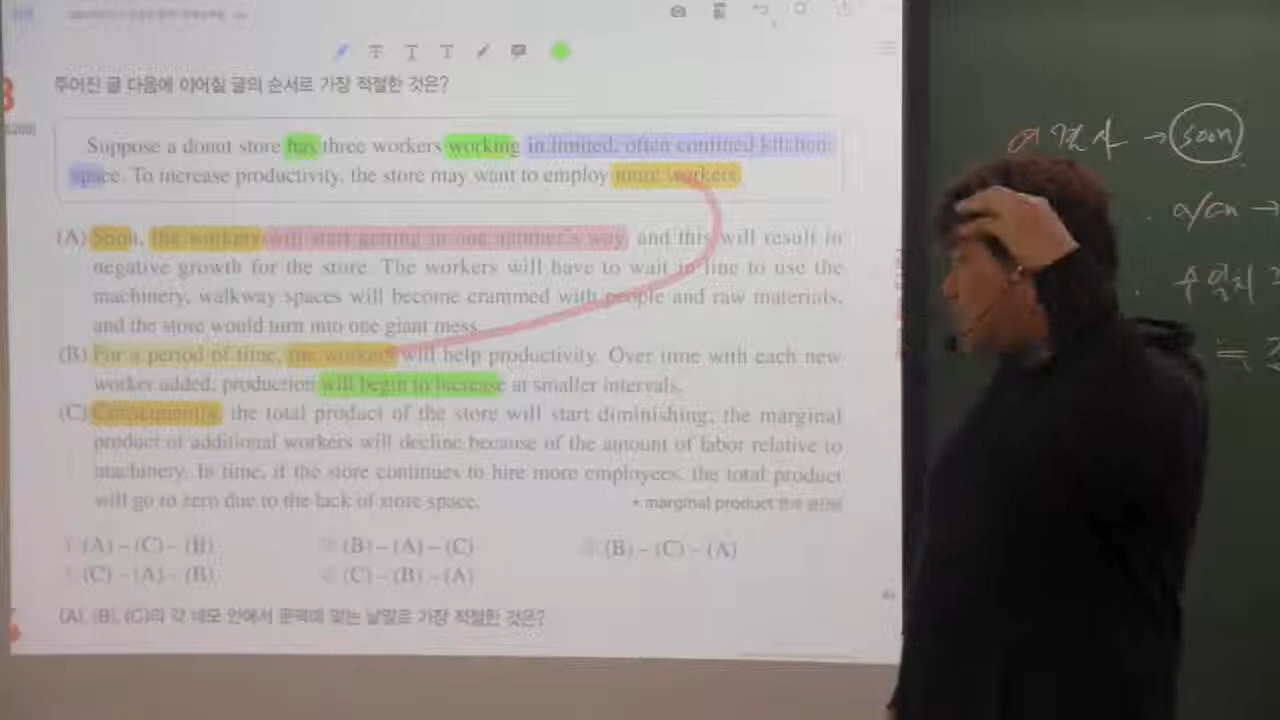 3
주어진 글 다음에 이어질 글의 순서로 가장 적절한 것은?
Suppose a donut store has three workers working in limited, often confined kitchen
space. To increase productivity, the store may want to employ more workers.
(A) Soon, the workers will start getting in one another's way, and this will result in
negative growth for the store. The workers will have to wait in line to use the
machinery, walkway spaces will become crammed with people and raw materials,
and the store would turn into one giant mess.
(B) For a period of time, the workers will help productivity. Over time with each new
worker added, production will begin to increase at smaller intervals.
(C) Consequently, the total product of the store will start diminishing, the marginal
product of additional workers will decline because of the amount of labor relative to
machinery. In time, if the store continues to hire more employees, the total product
will go to zero due to the lack of store space.
* marginal product 한계 생산물
(A) – (C) – (B) (B) – (A) – (C) (B) – (C) – (A)
(C) – (A) – (B) (C) – (B) – (A)
(A), (B), (C)의 각 네모 안에서 문맥에 맞는 낱말로 가장 적절한 것은?
→ soon
a/an →